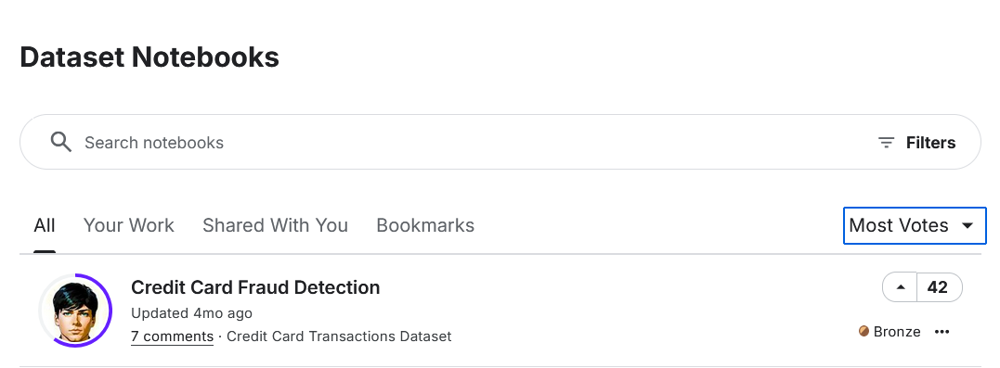 Dataset Notebooks
Search notebooks
Filters
All Your Work Shared With You Bookmarks Most Votes
Credit Card Fraud Detection
42
Updated 4mo ago
7 comments · Credit Card Transactions Dataset
Bronze